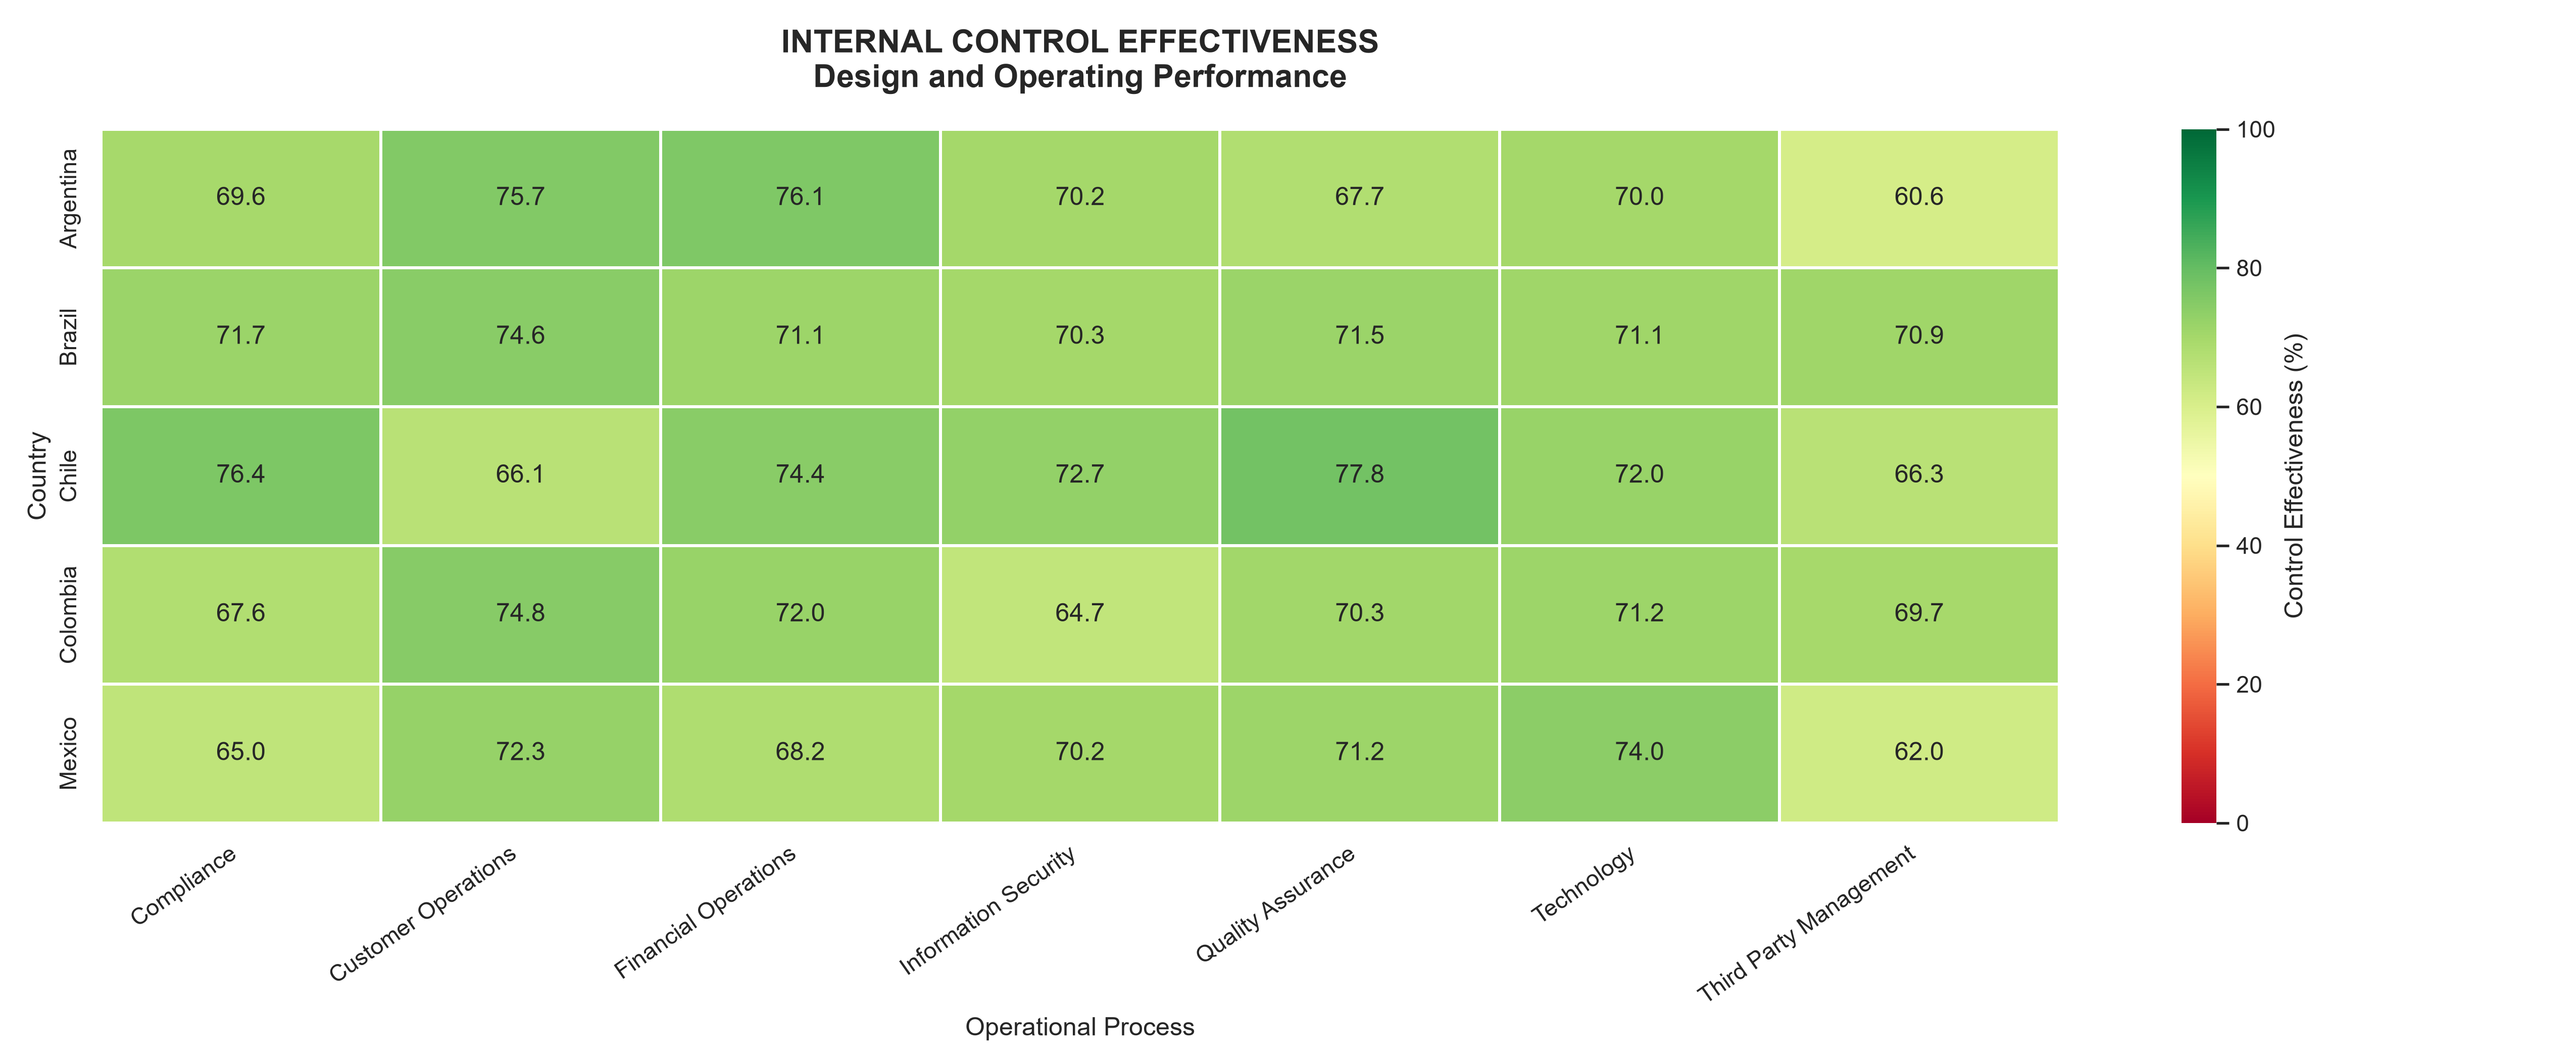 INTERNAL CONTROL EFFECTIVENESS
Design and Operating Performance
Country
Argentina
69.6 75.7 76.1 70.2 67.7 70.0 60.6
Brazil
71.7 74.6 71.1 70.3 71.5 71.1 70.9
Chile
76.4 66.1 74.4 72.7 77.8 72.0 66.3
Colombia
67.6 74.8 72.0 64.7 70.3 71.2 69.7
Mexico
65.0 72.3 68.2 70.2 71.2 74.0 62.0
Compliance
Customer Operations
Financial Operations
Information Security
Quality Assurance
Technology
Third Party Management
Operational Process
100
80
60
40
20
0
Control Effectiveness (%)